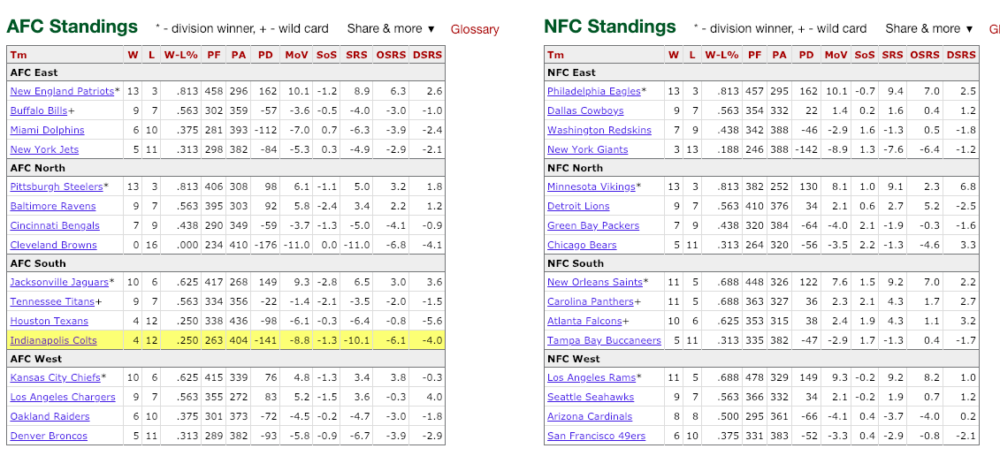 AFC Standings * - division winner, + - wild card Share & more ▼ Glossary
Tm W L W-L% PF PA PD MoV SoS SRS OSRS DSRS
AFC East
New England Patriots* 13 3 .813 458 296 162 10.1 -1.2 8.9 6.3 2.6
Buffalo Bills+ 9 7 .563 302 359 -57 -3.6 -0.5 -4.0 -3.0 -1.0
Miami Dolphins 6 10 .375 281 393 -112 -7.0 0.7 -6.3 -3.9 -2.4
New York Jets 5 11 .313 298 382 -84 -5.3 0.3 -4.9 -2.9 -2.1
AFC North
Pittsburgh Steelers* 13 3 .813 406 308 98 6.1 -1.1 5.0 3.2 1.8
Baltimore Ravens 9 7 .563 395 303 92 5.8 -2.4 3.4 2.2 1.2
Cincinnati Bengals 7 9 .438 290 349 -59 -3.7 -1.3 -5.0 -4.1 -0.9
Cleveland Browns 0 16 .000 234 410 -176 -11.0 0.0 -11.0 -6.8 -4.1
AFC South
Jacksonville Jaguars* 10 6 .625 417 268 149 9.3 -2.8 6.5 3.0 3.6
Tennessee Titans+ 9 7 .563 334 356 -22 -1.4 -2.1 -3.5 -2.0 -1.5
Houston Texans 4 12 .250 338 436 -98 -6.1 -0.3 -6.4 -0.8 -5.6
Indianapolis Colts 4 12 .250 263 404 -141 -8.8 -1.3 -10.1 -6.1 -4.0
AFC West
Kansas City Chiefs* 10 6 .625 415 339 76 4.8 -1.3 3.4 3.8 -0.3
Los Angeles Chargers 9 7 .563 355 272 83 5.2 -1.5 3.6 -0.3 4.0
Oakland Raiders 6 10 .375 301 373 -72 -4.5 -0.2 -4.7 -3.0 -1.8
Denver Broncos 5 11 .313 289 382 -93 -5.8 -0.9 -6.7 -3.9 -2.9
NFC Standings * - division winner, + - wild card Share & more ▼ Gl
Tm W L W-L% PF PA PD MoV SoS SRS OSRS DSRS
NFC East
Philadelphia Eagles* 13 3 .813 457 295 162 10.1 -0.7 9.4 7.0 2.5
Dallas Cowboys 9 7 .563 354 332 22 1.4 0.2 1.6 0.4 1.2
Washington Redskins 7 9 .438 342 388 -46 -2.9 1.6 -1.3 0.5 -1.8
New York Giants 3 13 .188 246 388 -142 -8.9 1.3 -7.6 -6.4 -1.2
NFC North
Minnesota Vikings* 13 3 .813 382 252 130 8.1 1.0 9.1 2.3 6.8
Detroit Lions 9 7 .563 410 376 34 2.1 0.6 2.7 5.2 -2.5
Green Bay Packers 7 9 .438 320 384 -64 -4.0 2.1 -1.9 -0.3 -1.6
Chicago Bears 5 11 .313 264 320 -56 -3.5 2.2 -1.3 -4.6 3.3
NFC South
New Orleans Saints* 11 5 .688 448 326 122 7.6 1.5 9.2 7.0 2.2
Carolina Panthers+ 11 5 .688 363 327 36 2.3 2.1 4.3 1.7 2.7
Atlanta Falcons+ 10 6 .625 353 315 38 2.4 1.9 4.3 1.1 3.2
Tampa Bay Buccaneers 5 11 .313 335 382 -47 -2.9 1.7 -1.3 0.4 -1.7
NFC West
Los Angeles Rams* 11 5 .688 478 329 149 9.3 -0.2 9.2 8.2 1.0
Seattle Seahawks 9 7 .563 366 332 34 2.1 -0.2 1.9 0.7 1.2
Arizona Cardinals 8 8 .500 295 361 -66 -4.1 0.4 -3.7 -4.0 0.2
San Francisco 49ers 6 10 .375 331 383 -52 -3.3 0.4 -2.9 -0.8 -2.1